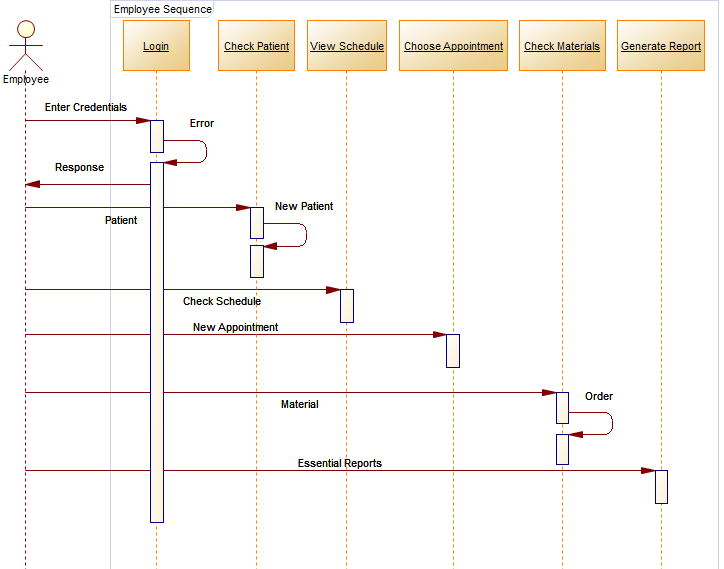 Employee Sequence
Login
Check Patient
View Schedule
Choose Appointment
Check Materials
Generate Report
Employee
Enter Credentials
Error
Response
New Patient
Patient
Check Schedule
New Appointment
Material
Order
Essential Reports